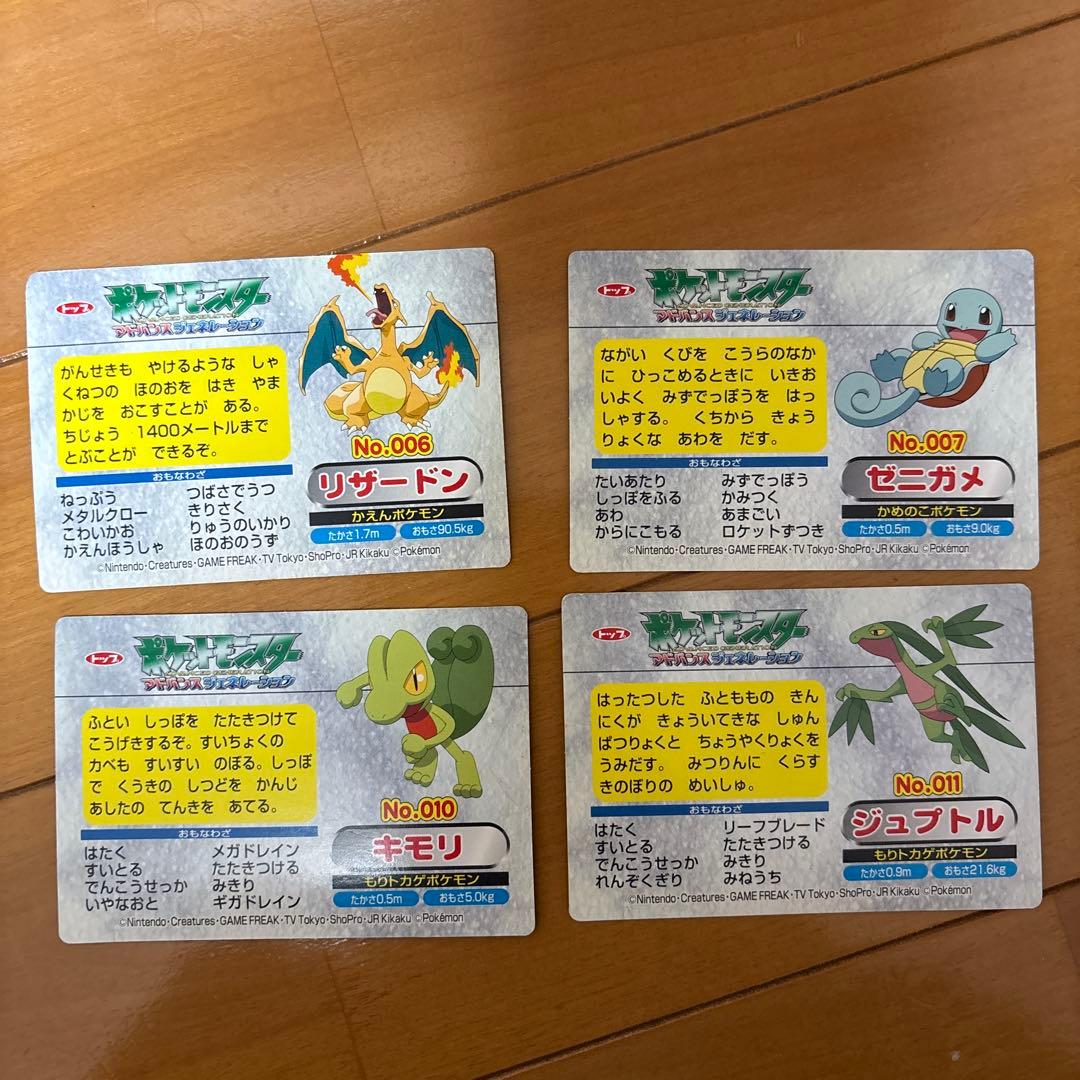 トップ
ポケットモンスター
アドバンスジェネレーション
がんせきも やけるような しゃ
くねつの ほのおを はき やま
かじを おこすことが ある。
ちじょう 1400メートルまで
とぶことが できるぞ。
No.006
リザードン
かえんポケモン
たかさ1.7m おもさ90.5kg
おもなわざ
ねっぷう つばさでうつ
メタルクロー きりさく
こわいかお りゅうのいかり
かえんほうしゃ ほのおのうず
©Nintendo・Creatures・GAME FREAK・TV Tokyo・ShoPro・JR Kikaku ©Pokémon
トップ
ポケットモンスター
アドバンスジェネレーション
ながい くびを こうらのなか
に ひっこめるときに いきお
いよく みずでっぽうを はっ
しゃする。 くちから きょう
りょくな あわを だす。
No.007
ゼニガメ
かめのこポケモン
たかさ0.5m おもさ9.0kg
おもなわざ
たいあたり みずでっぽう
しっぽをふる かみつく
あわ あまごい
からにこもる ロケットずつき
©Nintendo・Creatures・GAME FREAK・TV Tokyo・ShoPro・JR Kikaku ©Pokémon
トップ
ポケットモンスター
アドバンスジェネレーション
ふとい しっぽを たたきつけて
こうげきするぞ。すいちょくの
カベも すいすい のぼる。しっぽ
で くうきの しつどを かんじ
あしたの てんきを あてる。
No.010
キモリ
もりトカゲポケモン
たかさ0.5m おもさ5.0kg
おもなわざ
はたく メガドレイン
すいとる たたきつける
でんこうせっか みきり
いやなおと ギガドレイン
©Nintendo・Creatures・GAME FREAK・TV Tokyo・ShoPro・JR Kikaku ©Pokémon
トップ
ポケットモンスター
アドバンスジェネレーション
はったつした ふとももの きん
にくが きょういてきな しゅん
ぱつりょくと ちょうやくりょくを
うみだす。 みつりんに くらす
きのぼりの めいしゅ。
No.011
ジュプトル
もりトカゲポケモン
たかさ0.9m おもさ21.6kg
おもなわざ
はたく リーフブレード
すいとる たたきつける
でんこうせっか みきり
れんぞくぎり みねうち
©Nintendo・Creatures・GAME FREAK・TV Tokyo・ShoPro・JR Kikaku ©Pokémon